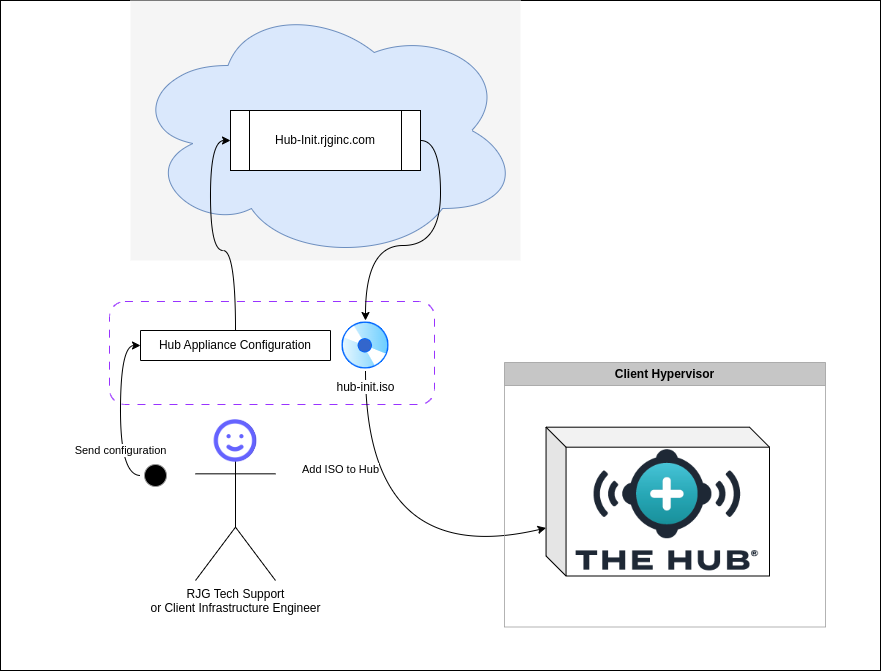 Hub-Init.rjginc.com
Hub Appliance Configuration
hub-init.iso
Client Hypervisor
Send configuration
Add ISO to Hub
THE HUB®
RJG Tech Support
or Client Infrastructure Engineer